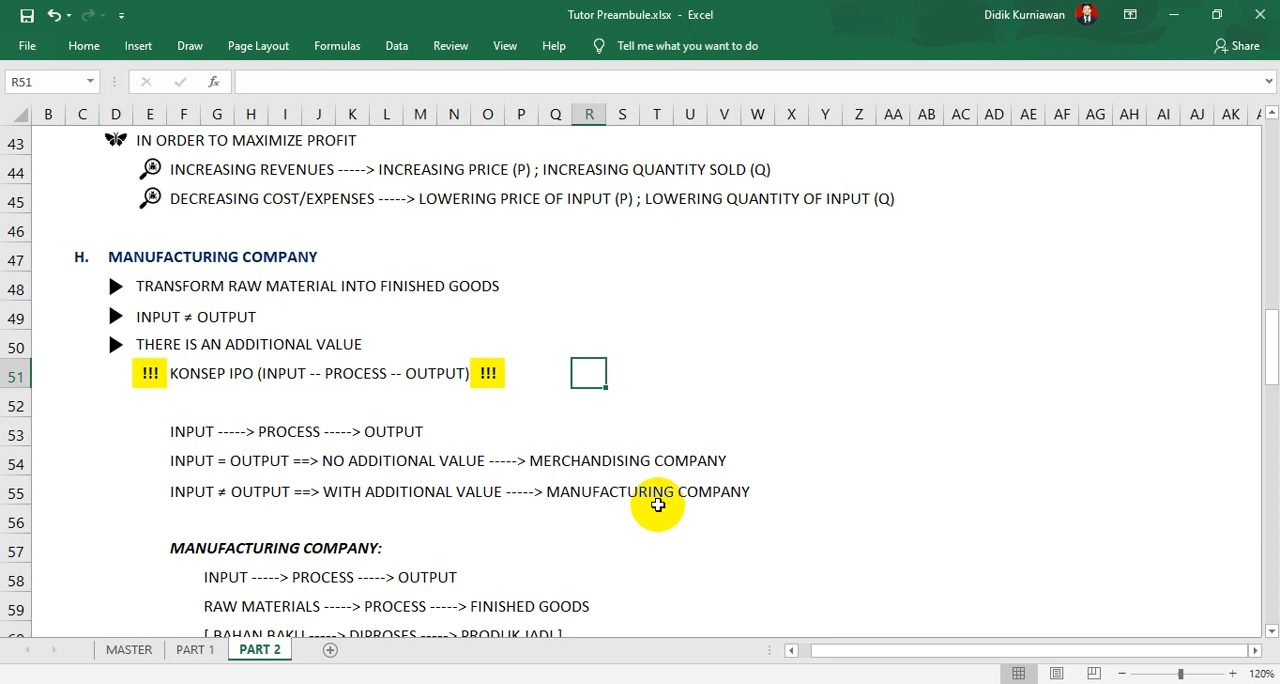 Tutor Preambule.xlsx - Excel
Didik Kurniawan
File Home Insert Draw Page Layout Formulas Data Review View Help Tell me what you want to do Share
R51 fx
B C D E F G H I J K L M N O P Q R S T U V W X Y Z AA AB AC AD AE AF AG AH AI AJ AK
43 IN ORDER TO MAXIMIZE PROFIT
44 INCREASING REVENUES -----> INCREASING PRICE (P) ; INCREASING QUANTITY SOLD (Q)
45 DECREASING COST/EXPENSES -----> LOWERING PRICE OF INPUT (P) ; LOWERING QUANTITY OF INPUT (Q)
46
47 H. MANUFACTURING COMPANY
48 TRANSFORM RAW MATERIAL INTO FINISHED GOODS
49 INPUT ≠ OUTPUT
50 THERE IS AN ADDITIONAL VALUE
51 !!! KONSEP IPO (INPUT -- PROCESS -- OUTPUT) !!!
52
53 INPUT -----> PROCESS -----> OUTPUT
54 INPUT = OUTPUT ==> NO ADDITIONAL VALUE -----> MERCHANDISING COMPANY
55 INPUT ≠ OUTPUT ==> WITH ADDITIONAL VALUE -----> MANUFACTURING COMPANY
56
57 MANUFACTURING COMPANY:
58 INPUT -----> PROCESS -----> OUTPUT
59 RAW MATERIALS -----> PROCESS -----> FINISHED GOODS
60 [ BAHAN BAKU -----> DIPROSES -----> PRODUK JADI ]
MASTER PART 1 PART 2
120%